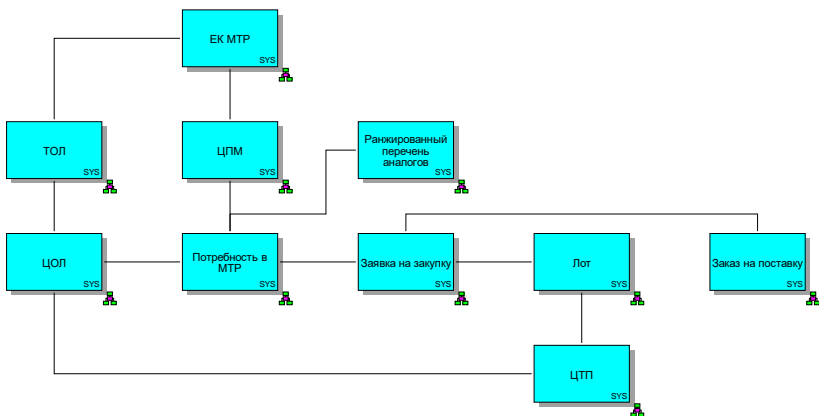 ЕК МТР
SYS
ТОЛ
SYS
ЦПМ
SYS
Ранжированный
перечень
аналогов
SYS
ЦОЛ
SYS
Потребность в
МТР
SYS
Заявка на закупку
SYS
Лот
SYS
Заказ на поставку
SYS
ЦТП
SYS